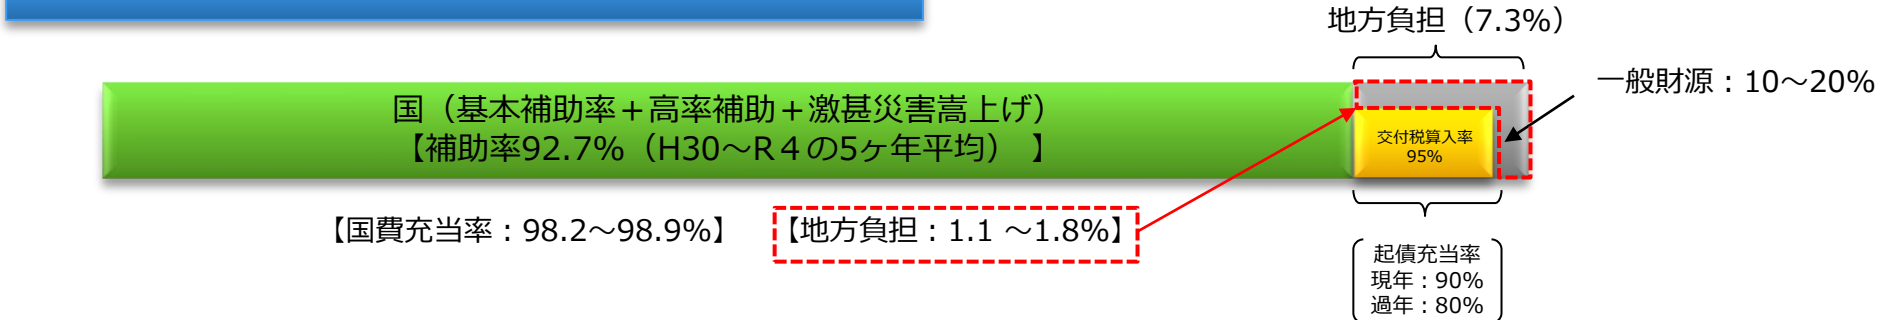 地方負担（7.3%）
一般財源：10～20%
国（基本補助率＋高率補助＋激甚災害嵩上げ）
【補助率92.7%（H30～R４の5ヶ年平均） 】
交付税算入率
95%
【国費充当率：98.2～98.9%】
【地方負担：1.1 ～1.8%】
起債充当率
現年：90%
過年：80%